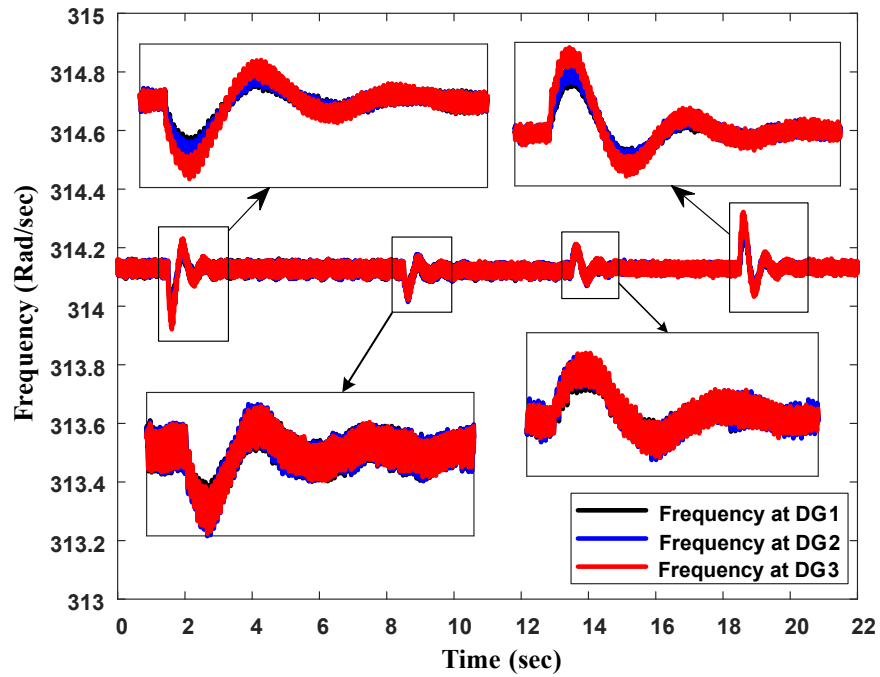 315
314.8
314.6
314.4
314.2
314
313.8
313.6
313.4
313.2
313
Frequency (Rad/sec)
Frequency at DG1
Frequency at DG2
Frequency at DG3
0 2 4 6 8 10 12 14 16 18 20 22
Time (sec)